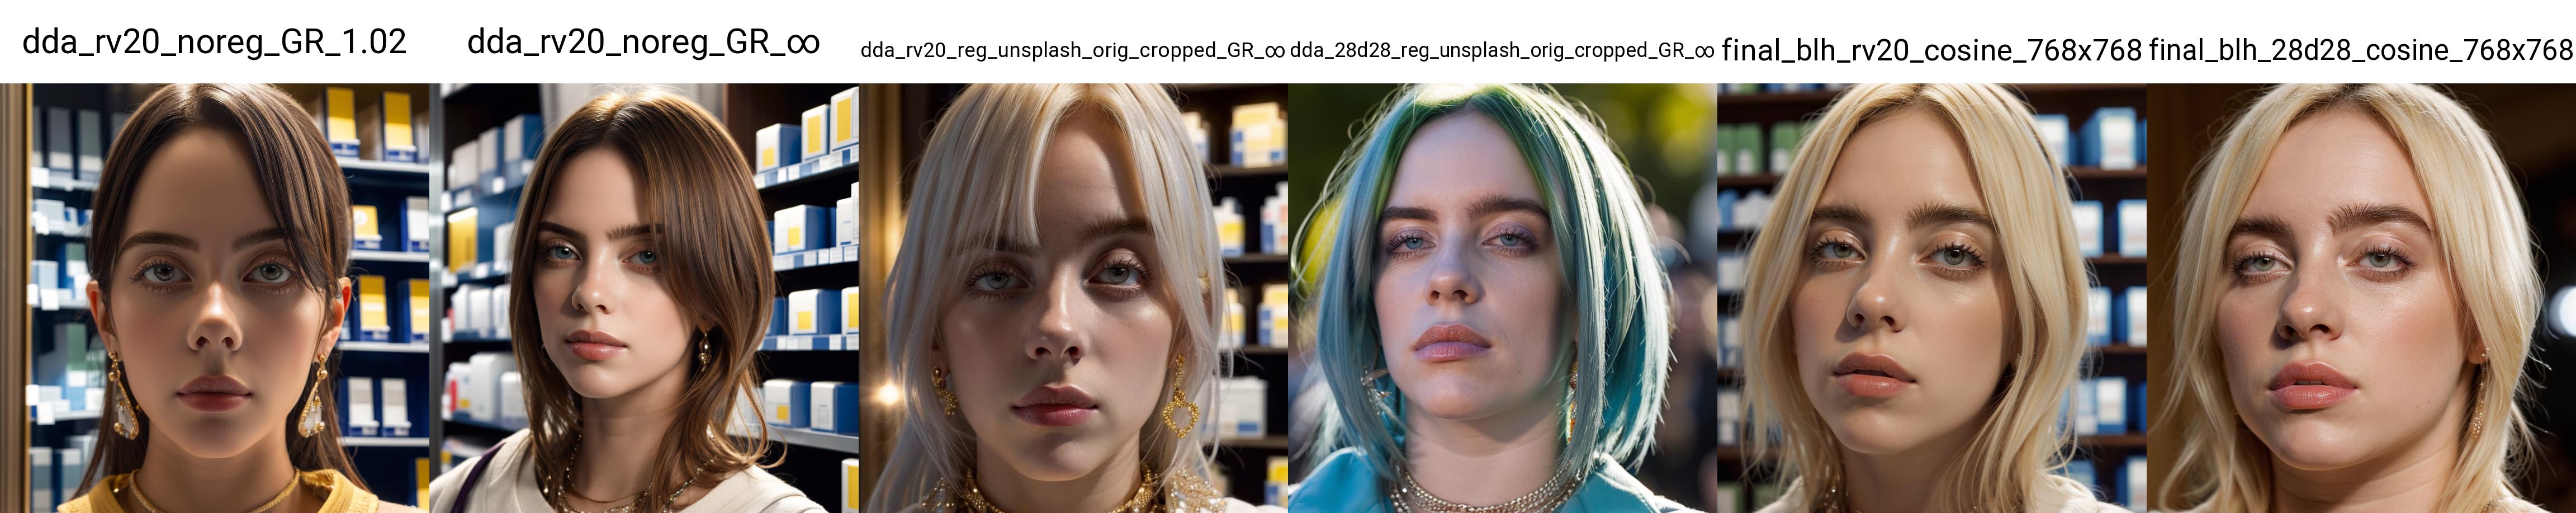 dda_rv20_noreg_GR_1.02
dda_rv20_noreg_GR_∞
dda_rv20_reg_unsplash_orig_cropped_GR_∞
dda_28d28_reg_unsplash_orig_cropped_GR_∞
final_blh_rv20_cosine_768x768
final_blh_28d28_cosine_768x768